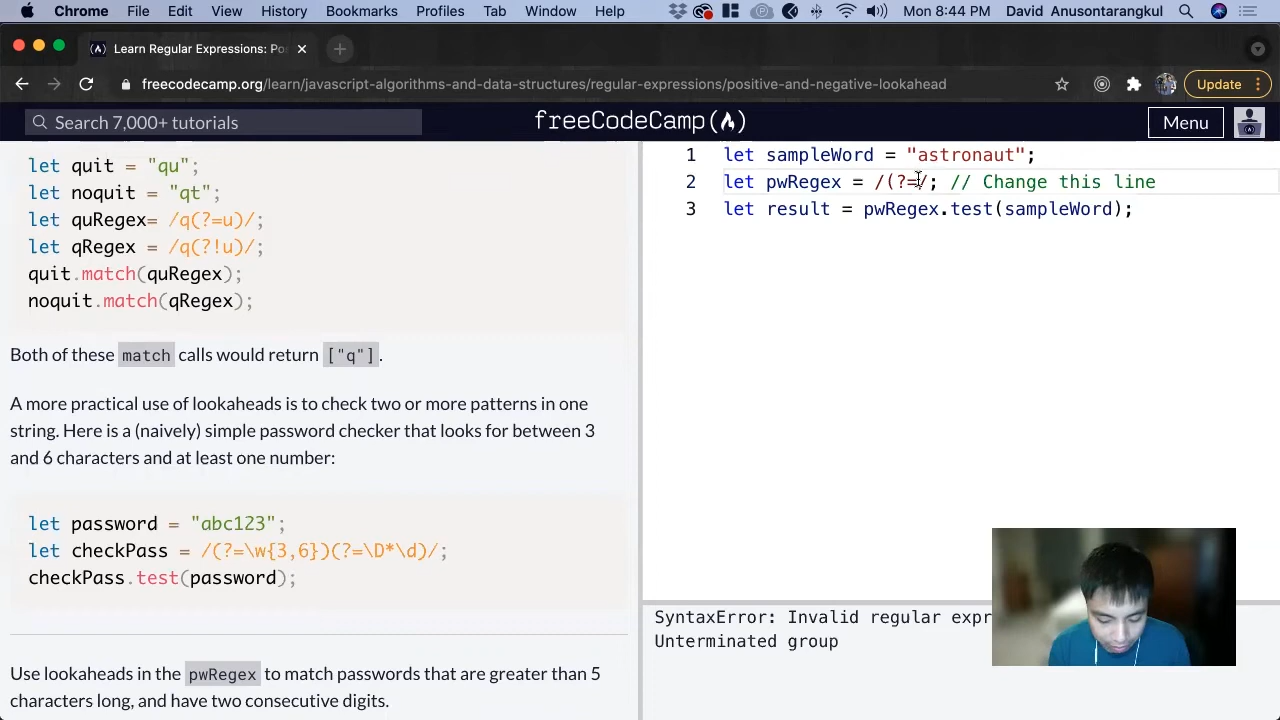 Chrome File Edit View History Bookmarks Profiles Tab Window Help Mon 8:44 PM David Anusontarangkul
Learn Regular Expressions: Pos
freecodecamp.org/learn/javascript-algorithms-and-data-structures/regular-expressions/positive-and-negative-lookahead
Update
Search 7,000+ tutorials
freeCodeCamp
Menu
let quit = "qu";
let noquit = "qt";
let quRegex= /q(?=u)/;
let qRegex = /q(?!u)/;
quit.match(quRegex);
noquit.match(qRegex);
Both of these match calls would return ["q"].
A more practical use of lookaheads is to check two or more patterns in one
string. Here is a (naively) simple password checker that looks for between 3
and 6 characters and at least one number:
let password = "abc123";
let checkPass = /(?=\w{3,6})(?=\D*\d)/;
checkPass.test(password);
Use lookaheads in the pwRegex to match passwords that are greater than 5
characters long, and have two consecutive digits.
1 let sampleWord = "astronaut";
2 let pwRegex = /(?=/; // Change this line
3 let result = pwRegex.test(sampleWord);
SyntaxError: Invalid regular expr
Unterminated group